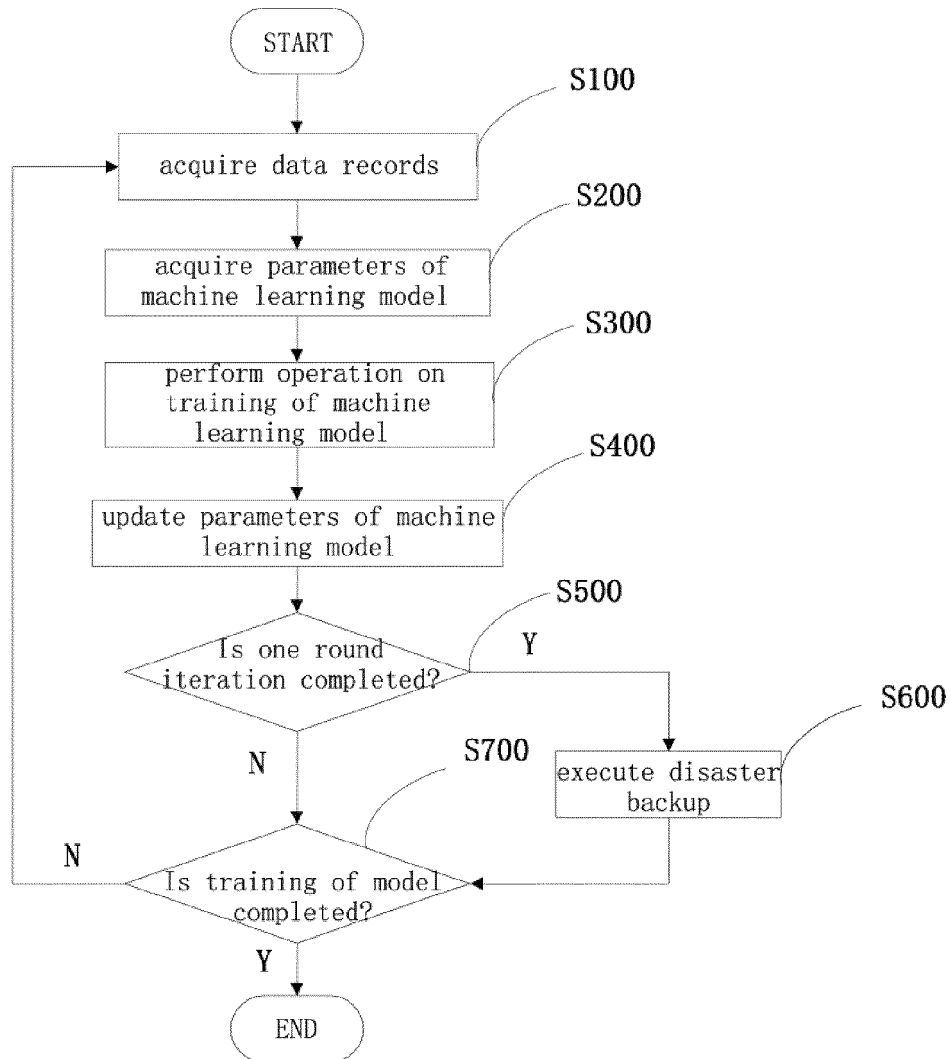 START
S100
acquire data records
S200
acquire parameters of
machine learning model
S300
perform operation on
training of machine
learning model
S400
update parameters of machine
learning model
S500
Is one round
iteration completed?
Y
S600
N
S700
execute disaster
backup
N
Is training of model
completed?
Y
END